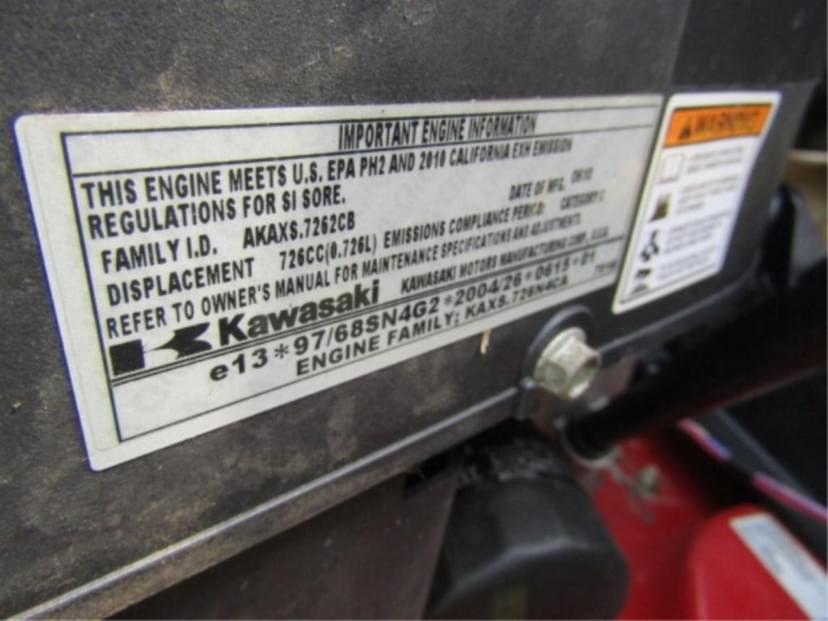 IMPORTANT ENGINE INFORMATION
THIS ENGINE MEETS U.S. EPA PH2 AND 2010 CALIFORNIA EXH EMISSION
REGULATIONS FOR SI SORE. DATE OF MFG.
FAMILY I.D. AKAXS.7262CB
DISPLACEMENT 726CC(0.726L) EMISSIONS COMPLIANCE PERIOD: CATEGORY C
REFER TO OWNER'S MANUAL FOR MAINTENANCE SPECIFICATIONS AND ADJUSTMENTS.
Kawasaki KAWASAKI MOTORS MANUFACTURING CORP., U.S.A.
e13*97/68SN4G2*2004/26*0615*01
ENGINE FAMILY; KAXS.726N4CA
WARNING